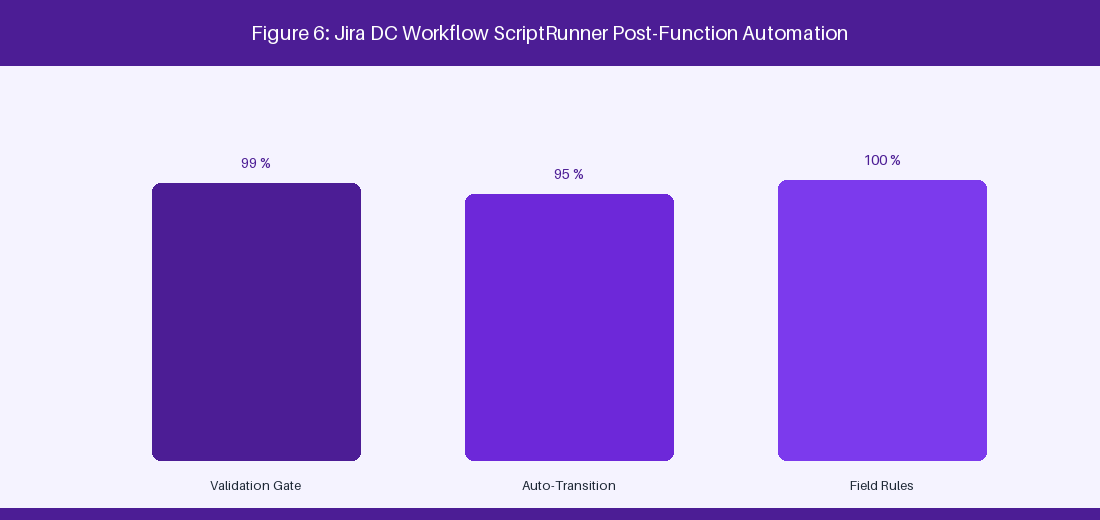 Figure 6: Jira DC Workflow ScriptRunner Post-Function Automation
99 %
95 %
100 %
Validation Gate
Auto-Transition
Field Rules